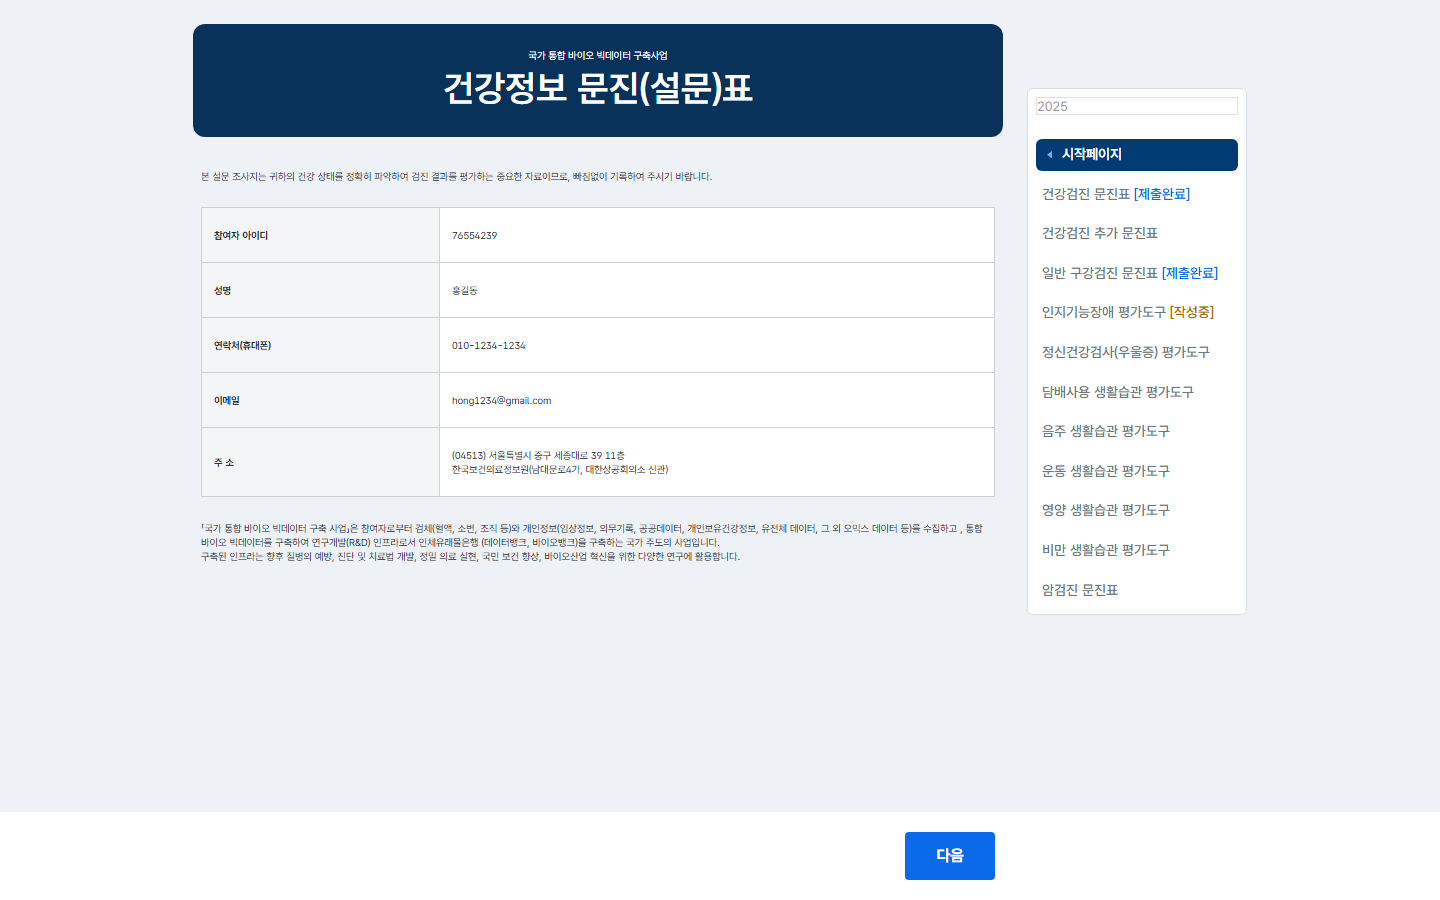 국가 통합 바이오 빅데이터 구축사업
건강정보 문진(설문)표
본 설문 조사지는 귀하의 건강 상태를 정확히 파악하여 검진 결과를 평가하는 중요한 자료이므로, 빠짐없이 기록하여 주시기 바랍니다.
참여자 아이디
76554239
성명
홍길동
연락처(휴대폰)
010-1234-1234
이메일
hong1234@gmail.com
주 소
(04513) 서울특별시 중구 세종대로 39 11층
한국보건의료정보원(남대문로4가, 대한상공회의소 신관)
「국가 통합 바이오 빅데이터 구축 사업」은 참여자로부터 검체(혈액, 소변, 조직 등)와 개인정보(임상정보, 의무기록, 공공데이터, 개인보유건강정보, 유전체 데이터, 그 외 오믹스 데이터 등)를 수집하고 , 통합
바이오 빅데이터를 구축하여 연구개발(R&D) 인프라로서 인체유래물은행 (데이터뱅크, 바이오뱅크)을 구축하는 국가 주도의 사업입니다.
구축된 인프라는 향후 질병의 예방, 진단 및 치료법 개발, 정밀 의료 실현, 국민 보건 향상, 바이오산업 혁신을 위한 다양한 연구에 활용합니다.
2025
시작페이지
건강검진 문진표 [제출완료]
건강검진 추가 문진표
일반 구강검진 문진표 [제출완료]
인지기능장애 평가도구 [작성중]
정신건강검사(우울증) 평가도구
담배사용 생활습관 평가도구
음주 생활습관 평가도구
운동 생활습관 평가도구
영양 생활습관 평가도구
비만 생활습관 평가도구
암검진 문진표
다음